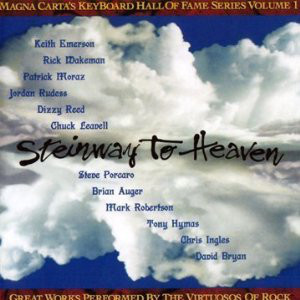 MAGNA CARTA'S KEYBOARD HALL OF FAME SERIES VOLUME 1
Keith Emerson
Rick Wakeman
Patrick Moraz
Jordan Rudess
Dizzy Reed
Chuck Leavell
Steinway To Heaven
Steve Porcaro
Brian Auger
Mark Robertson
Tony Hymas
Chris Ingles
David Bryan
GREAT WORKS PERFORMED BY THE VIRTUOSOS OF ROCK